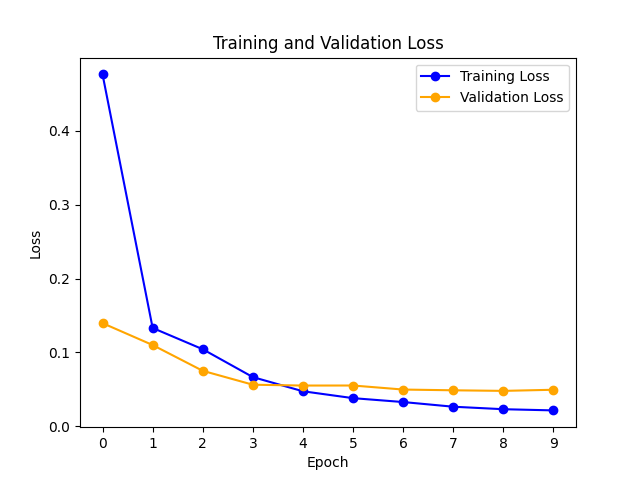 Training and Validation Loss
Training Loss
Validation Loss
Loss
0.4
0.3
0.2
0.1
0.0
0 1 2 3 4 5 6 7 8 9
Epoch